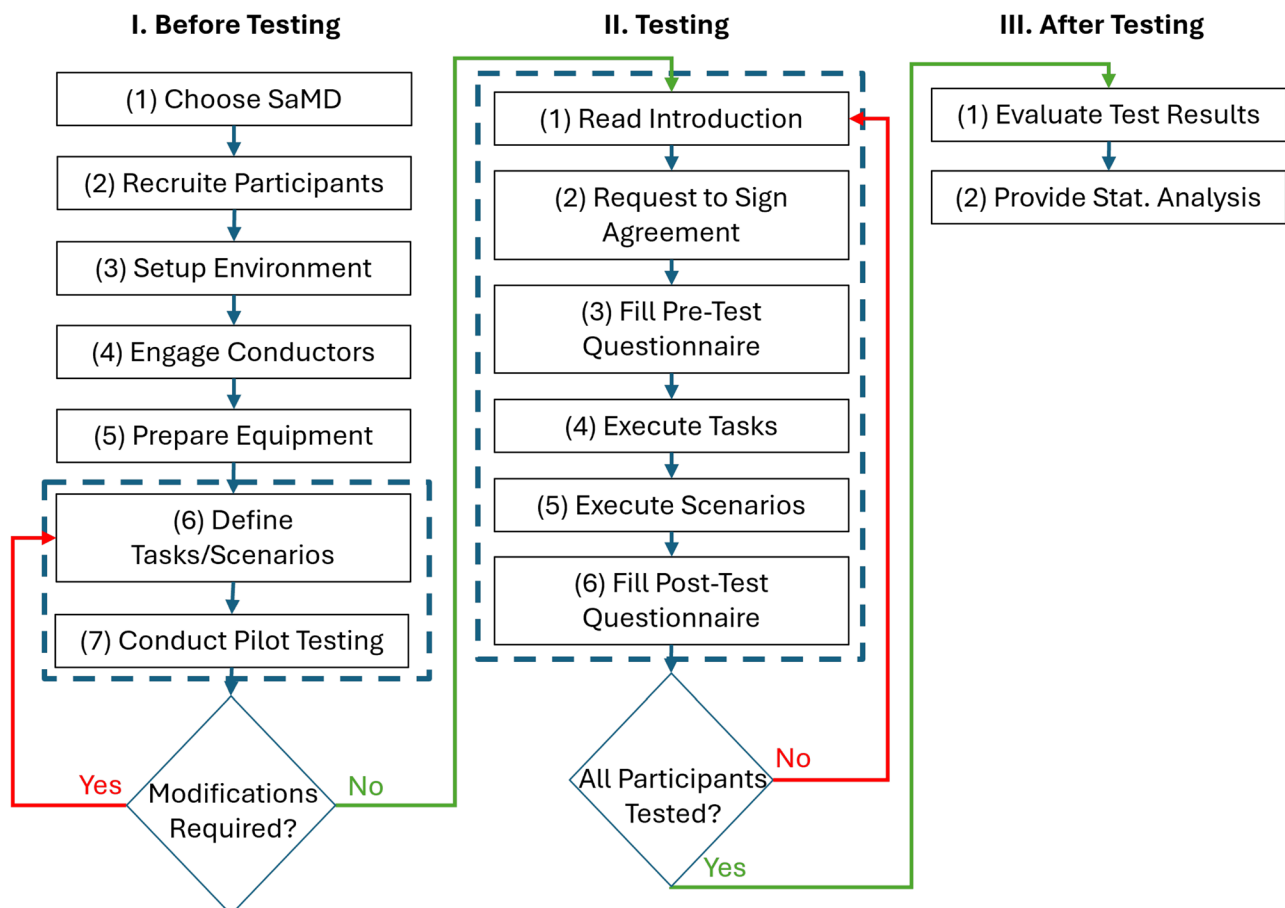 I. Before Testing
(1) Choose SaMD
(2) Recruite Participants
(3) Setup Environment
(4) Engage Conductors
(5) Prepare Equipment
(6) Define
Tasks/Scenarios
(7) Conduct Pilot Testing
Modifications
Required?
Yes
No
II. Testing
(1) Read Introduction
(2) Request to Sign
Agreement
(3) Fill Pre-Test
Questionnaire
(4) Execute Tasks
(5) Execute Scenarios
(6) Fill Post-Test
Questionnaire
All Participants
Tested?
No
Yes
III. After Testing
(1) Evaluate Test Results
(2) Provide Stat. Analysis